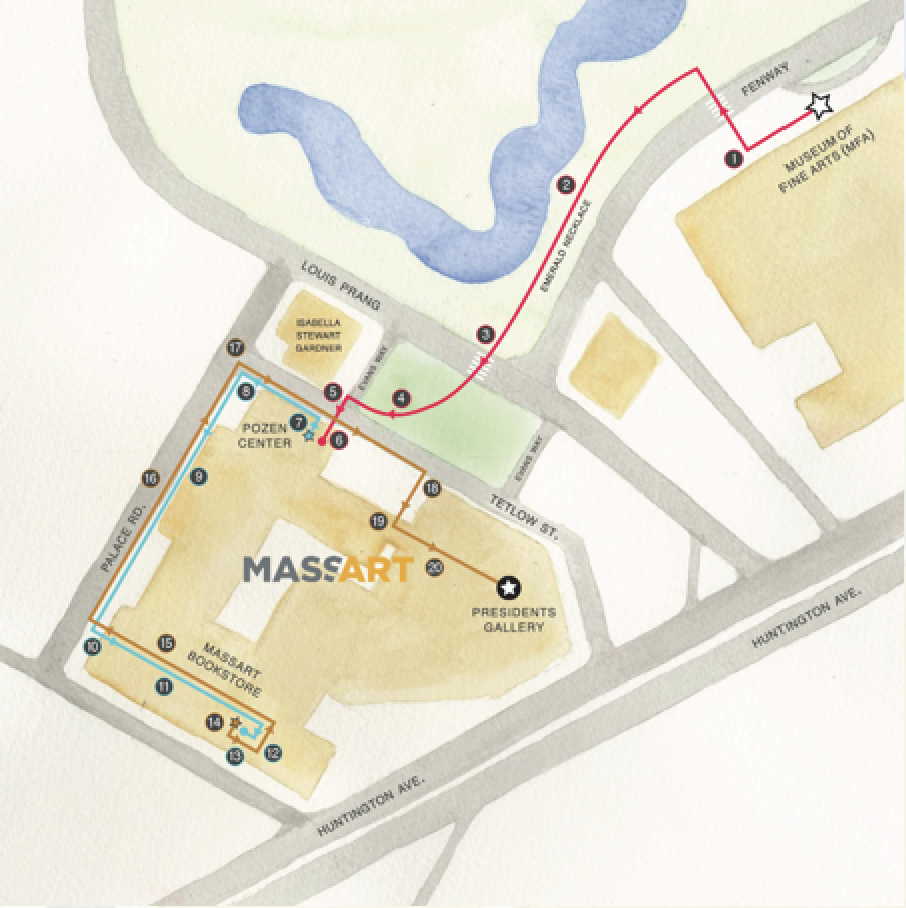 FENWAY
MUSEUM OF
FINE ARTS (MFA)
1
2
EMERALD NECKLACE
LOUIS PRANG
3
ISABELLA
STEWART
GARDNER
EVANS WAY
17
8
5
4
7
POZEN
CENTER
6
EVANS WAY
16
9
18
TETLOW ST.
19
PALACE RD.
MASSART
20
PRESIDENTS
GALLERY
HUNTINGTON AVE.
10
15
MASSART
BOOKSTORE
11
14
13
12
HUNTINGTON AVE.